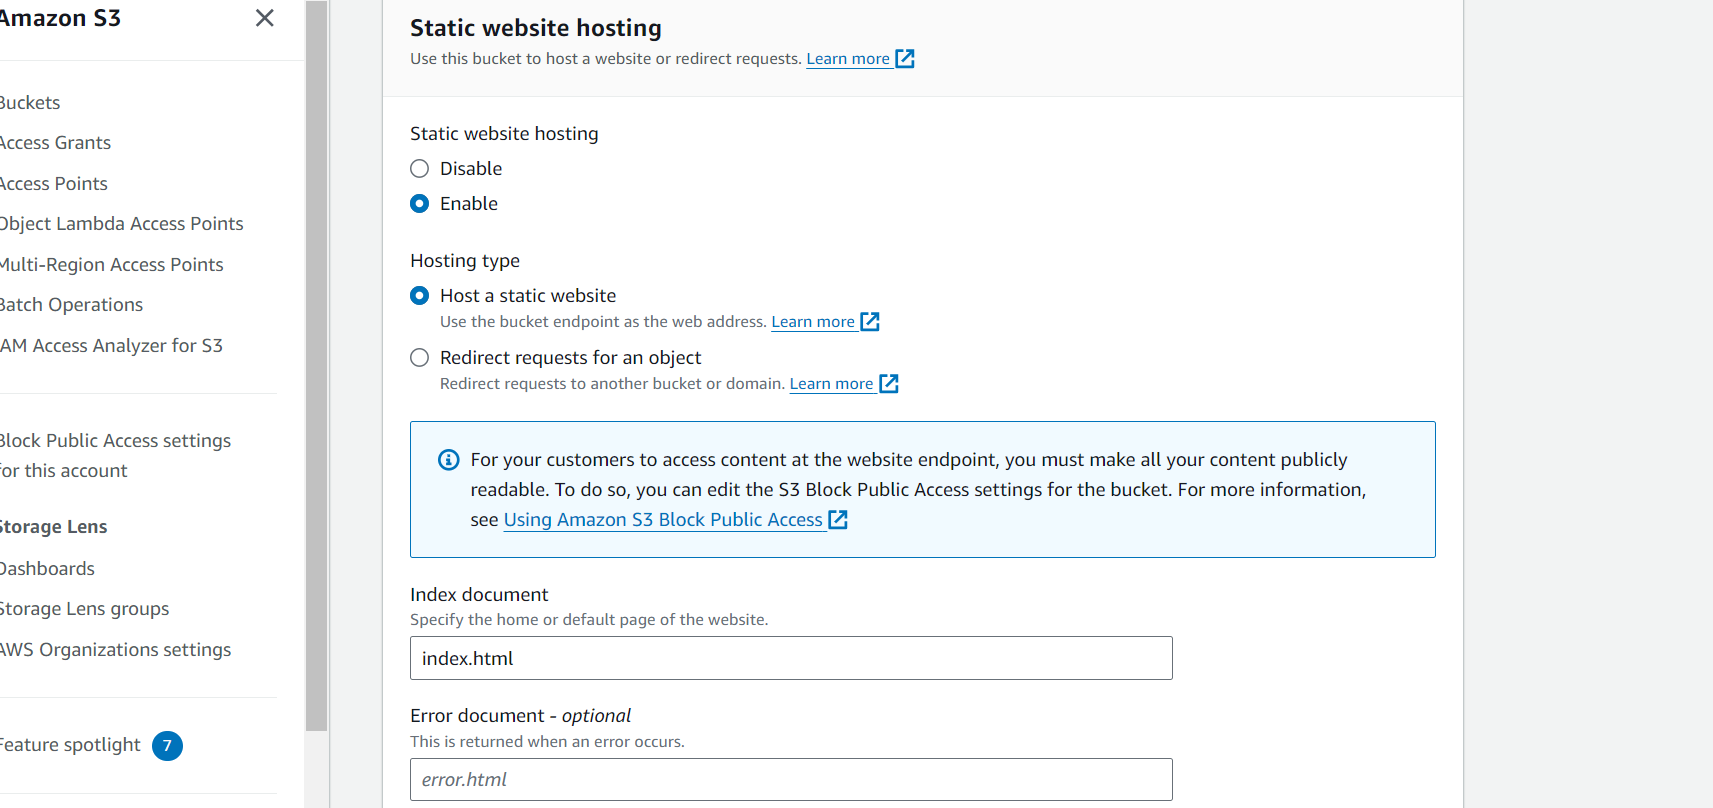 Amazon S3
Buckets
Access Grants
Access Points
Object Lambda Access Points
Multi-Region Access Points
Batch Operations
IAM Access Analyzer for S3
Block Public Access settings
for this account
Storage Lens
Dashboards
Storage Lens groups
AWS Organizations settings
Feature spotlight 7
Static website hosting
Use this bucket to host a website or redirect requests. Learn more
Static website hosting
Disable
Enable
Hosting type
Host a static website
Use the bucket endpoint as the web address. Learn more
Redirect requests for an object
Redirect requests to another bucket or domain. Learn more
For your customers to access content at the website endpoint, you must make all your content publicly
readable. To do so, you can edit the S3 Block Public Access settings for the bucket. For more information,
see Using Amazon S3 Block Public Access
Index document
Specify the home or default page of the website.
index.html
Error document - optional
This is returned when an error occurs.
error.html